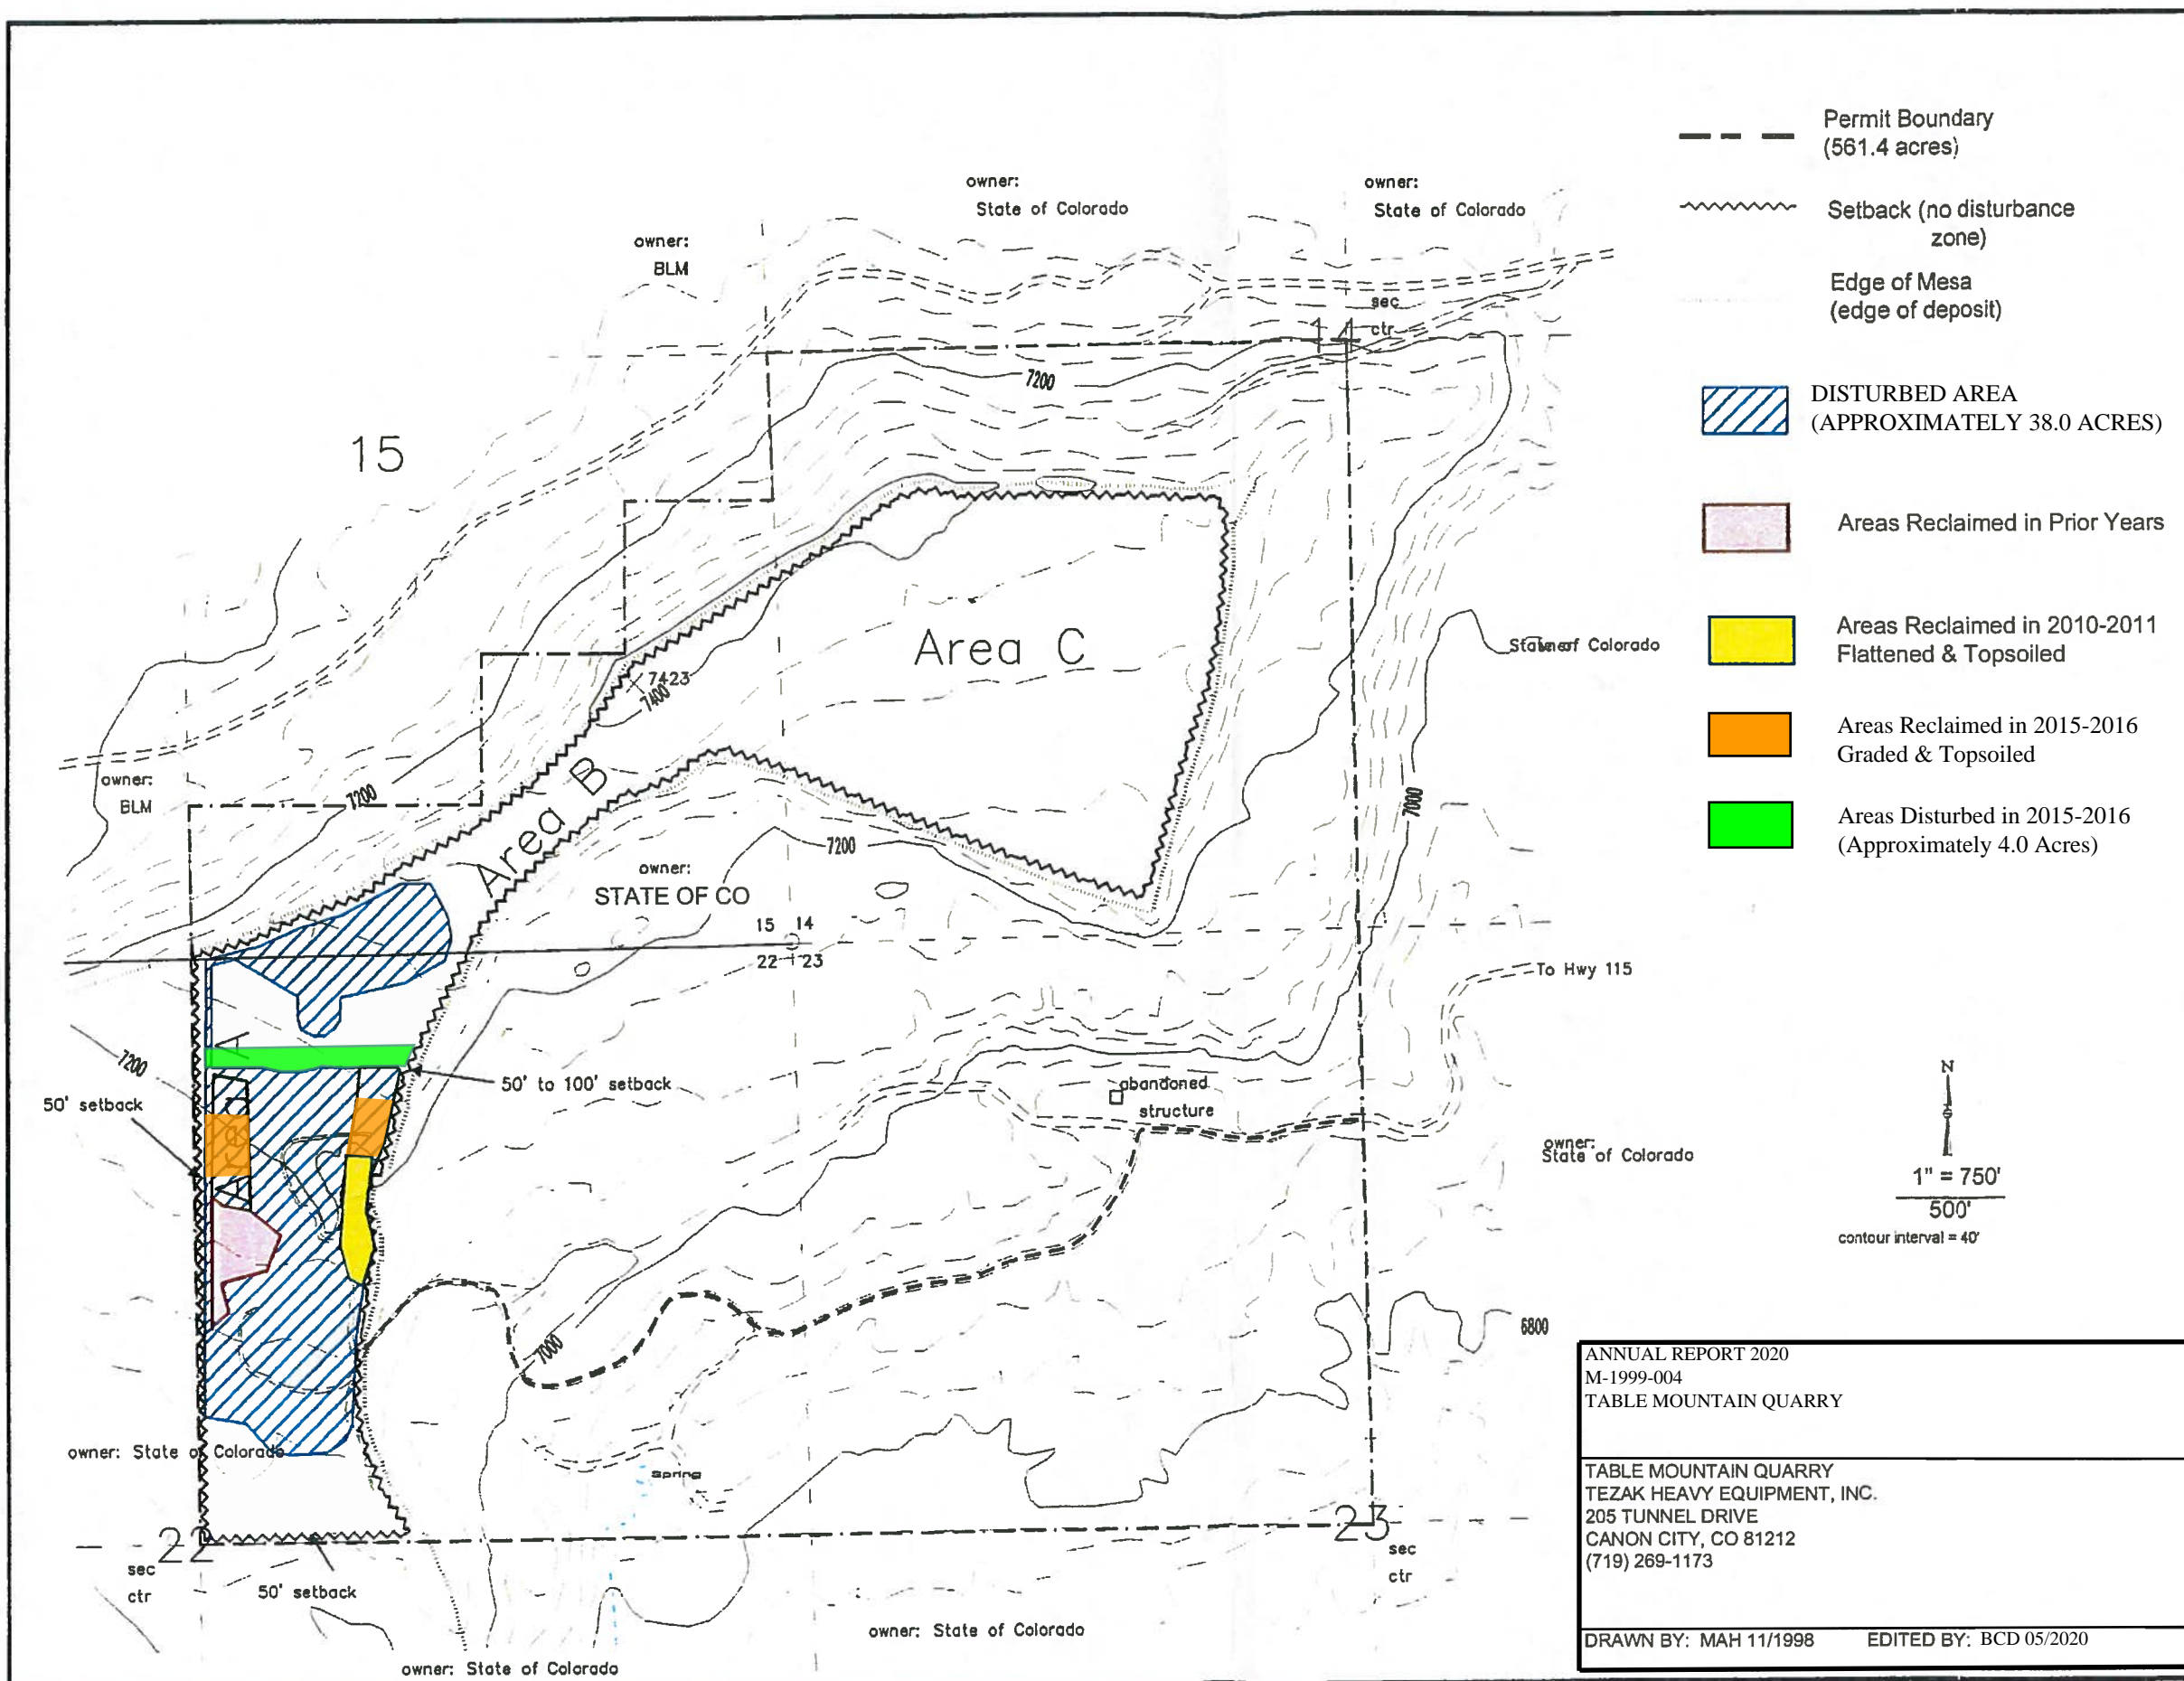 owner:
State of Colorado
owner:
State of Colorado
owner:
BLM
sec
ctr
14
7200
15
Area C
7423
7400
State of Colorado
owner:
BLM
7200
Area B
7000
7200
owner:
STATE OF CO
15 14
22 23
To Hwy 115
7200
50' setback
50' to 100' setback
Area A
abandoned
structure
owner:
State of Colorado
7000
6800
owner: State of Colorado
spring
22
sec
ctr
50' setback
23
sec
ctr
owner: State of Colorado
owner: State of Colorado
Permit Boundary
(561.4 acres)
Setback (no disturbance
zone)
Edge of Mesa
(edge of deposit)
DISTURBED AREA
(APPROXIMATELY 38.0 ACRES)
Areas Reclaimed in Prior Years
Areas Reclaimed in 2010-2011
Flattened & Topsoiled
Areas Reclaimed in 2015-2016
Graded & Topsoiled
Areas Disturbed in 2015-2016
(Approximately 4.0 Acres)
N
1" = 750'
500'
contour interval = 40'
ANNUAL REPORT 2020
M-1999-004
TABLE MOUNTAIN QUARRY
TABLE MOUNTAIN QUARRY
TEZAK HEAVY EQUIPMENT, INC.
205 TUNNEL DRIVE
CANON CITY, CO 81212
(719) 269-1173
DRAWN BY: MAH 11/1998 EDITED BY: BCD 05/2020